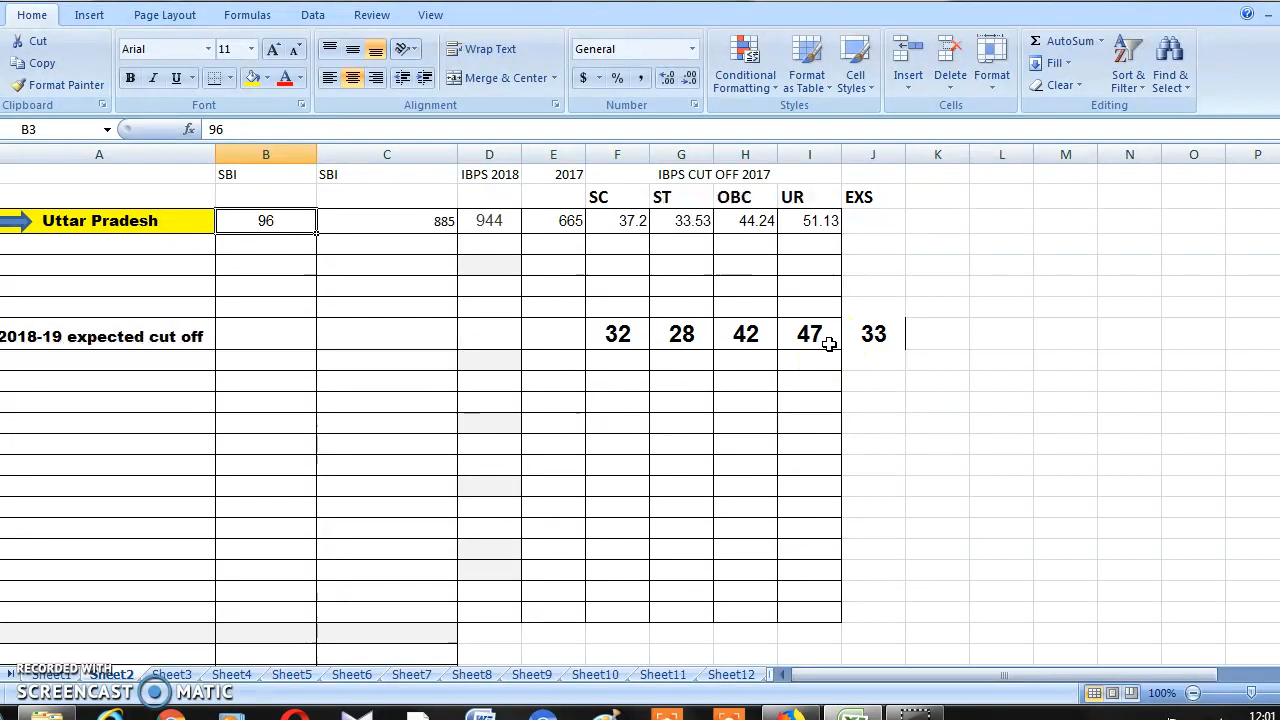 Home Insert Page Layout Formulas Data Review View
Cut Arial 11 Wrap Text General AutoSum
Copy Fill
Format Painter B I U Merge & Center $ % , Conditional Formatting Format as Table Cell Styles Insert Delete Format Clear Sort & Filter Find & Select
Clipboard Font Alignment Number Styles Cells Editing
B3 fx 96
A B C D E F G H I J K L M N O P
SBI SBI IBPS 2018 2017 IBPS CUT OFF 2017
SC ST OBC UR EXS
Uttar Pradesh 96 885 944 665 37.2 33.53 44.24 51.13
2018-19 expected cut off 32 28 42 47 33
RECORDED WITH
Sheet1 Sheet2 Sheet3 Sheet4 Sheet5 Sheet6 Sheet7 Sheet8 Sheet9 Sheet10 Sheet11 Sheet12
SCREENCAST MATIC 100%
12:01